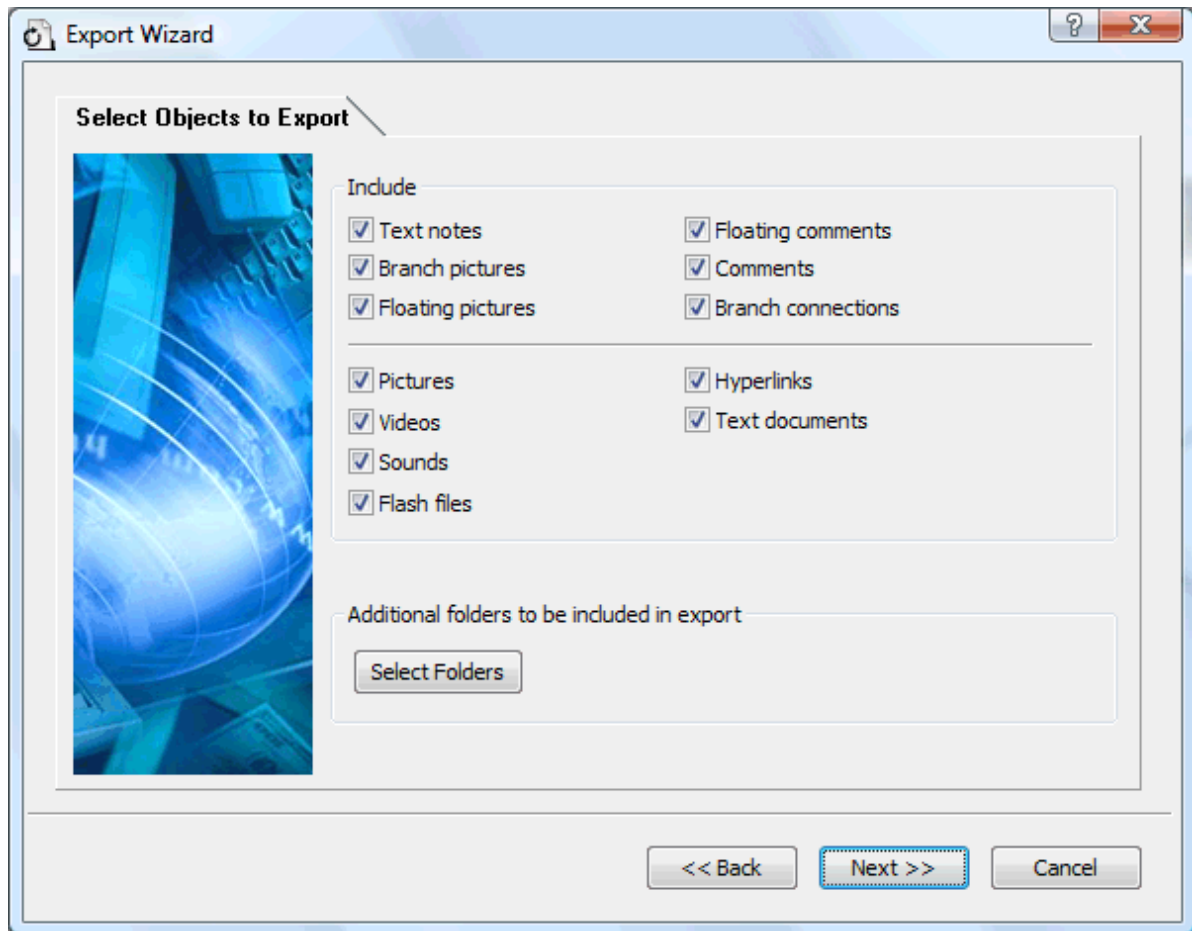 Export Wizard
Select Objects to Export
Include
Text notes
Floating comments
Branch pictures
Comments
Floating pictures
Branch connections
Pictures
Hyperlinks
Videos
Text documents
Sounds
Flash files
Additional folders to be included in export
Select Folders
<< Back
Next >>
Cancel